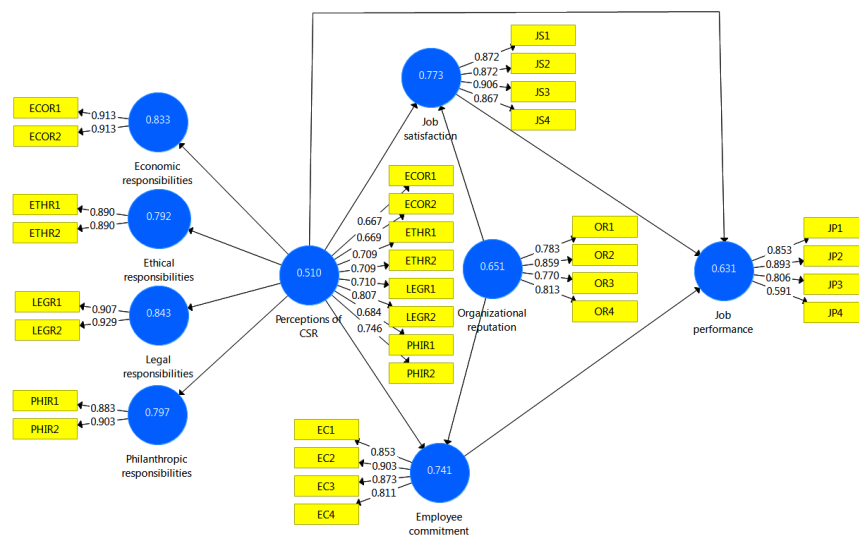 JS1
0.872
JS2
0.872
0.773
JS3
0.906
JS4
0.867
Job
satisfaction
ECOR1
0.913
0.833
ECOR2
0.913
Economic
responsibilities
ETHR1
0.890
0.792
ETHR2
0.890
Ethical
responsibilities
LEGR1
0.907
0.843
LEGR2
0.929
Legal
responsibilities
PHIR1
0.883
0.797
PHIR2
0.903
Philanthropic
responsibilities
0.510
Perceptions of
CSR
ECOR1
0.667
ECOR2
0.669
ETHR1
0.709
ETHR2
0.709
LEGR1
0.710
LEGR2
0.807
PHIR1
0.684
PHIR2
0.746
0.651
Organizational
reputation
OR1
0.783
OR2
0.859
OR3
0.770
OR4
0.813
0.631
Job
performance
JP1
0.853
JP2
0.893
JP3
0.806
JP4
0.591
EC1
0.853
EC2
0.903
EC3
0.873
EC4
0.811
0.741
Employee
commitment